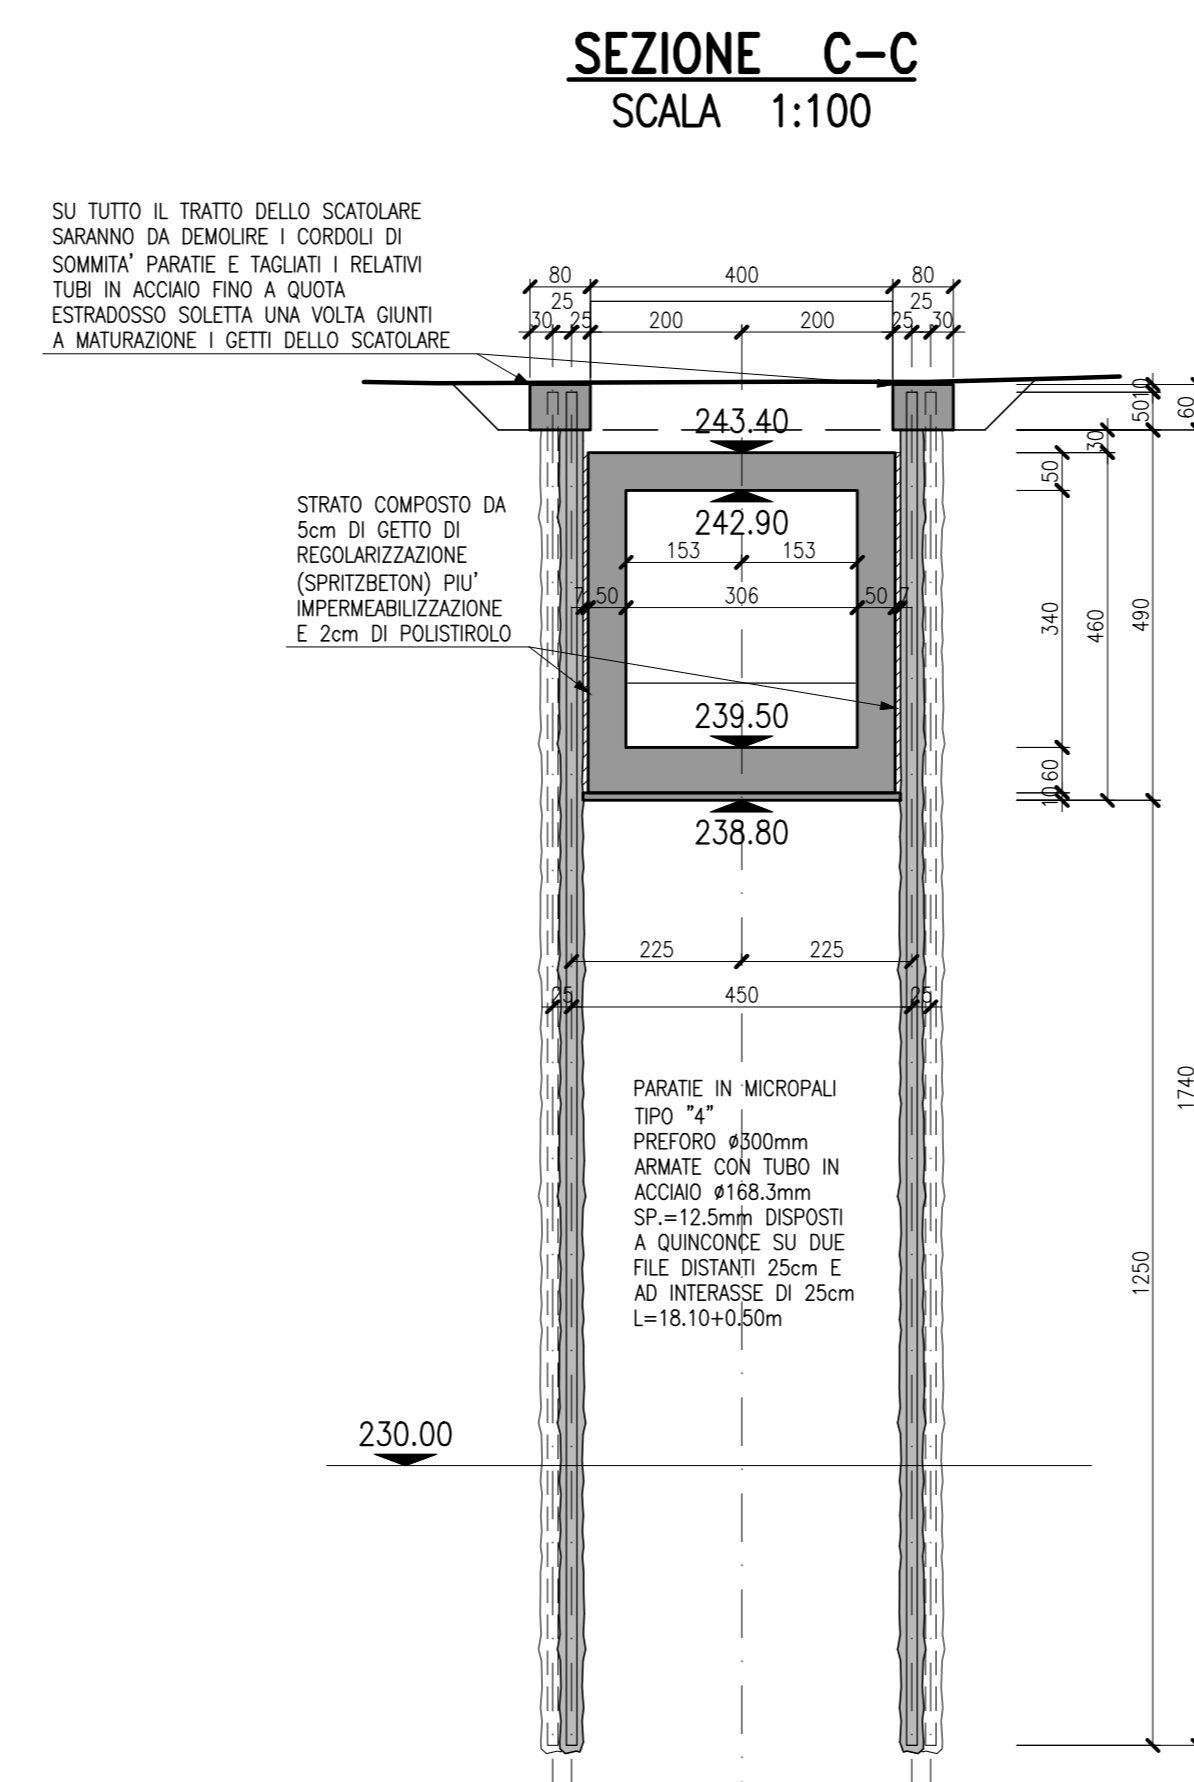 SEZIONE C-C
SCALA 1:100
SU TUTTO IL TRATTO DELLO SCATOLARE
SARANNO DA DEMOLIRE I CORDOLI DI
SOMMITA' PARATIE E TAGLIATI I RELATIVI
TUBI IN ACCIAIO FINO A QUOTA
ESTRADOSSO SOLETTA UNA VOLTA GIUNTI
A MATURAZIONE I GETTI DELLO SCATOLARE
80 400 80
25 25
30 25 200 200 25 30
10
50
60
243.40
30
50
242.90
STRATO COMPOSTO DA
5cm DI GETTO DI
REGOLARIZZAZIONE
(SPRITZBETON) PIU'
IMPERMEABILIZZAZIONE
E 2cm DI POLISTIROLO
153 153
7 50 306 50 7
340
460
490
239.50
60
10
238.80
225 225
25 450 25
PARATIE IN MICROPALI
TIPO "4"
PREFORO ø300mm
ARMATE CON TUBO IN
ACCIAIO ø168.3mm
SP.=12.5mm DISPOSTI
A QUINCONCE SU DUE
FILE DISTANTI 25cm E
AD INTERASSE DI 25cm
L=18.10+0.50m
1740
1250
230.00